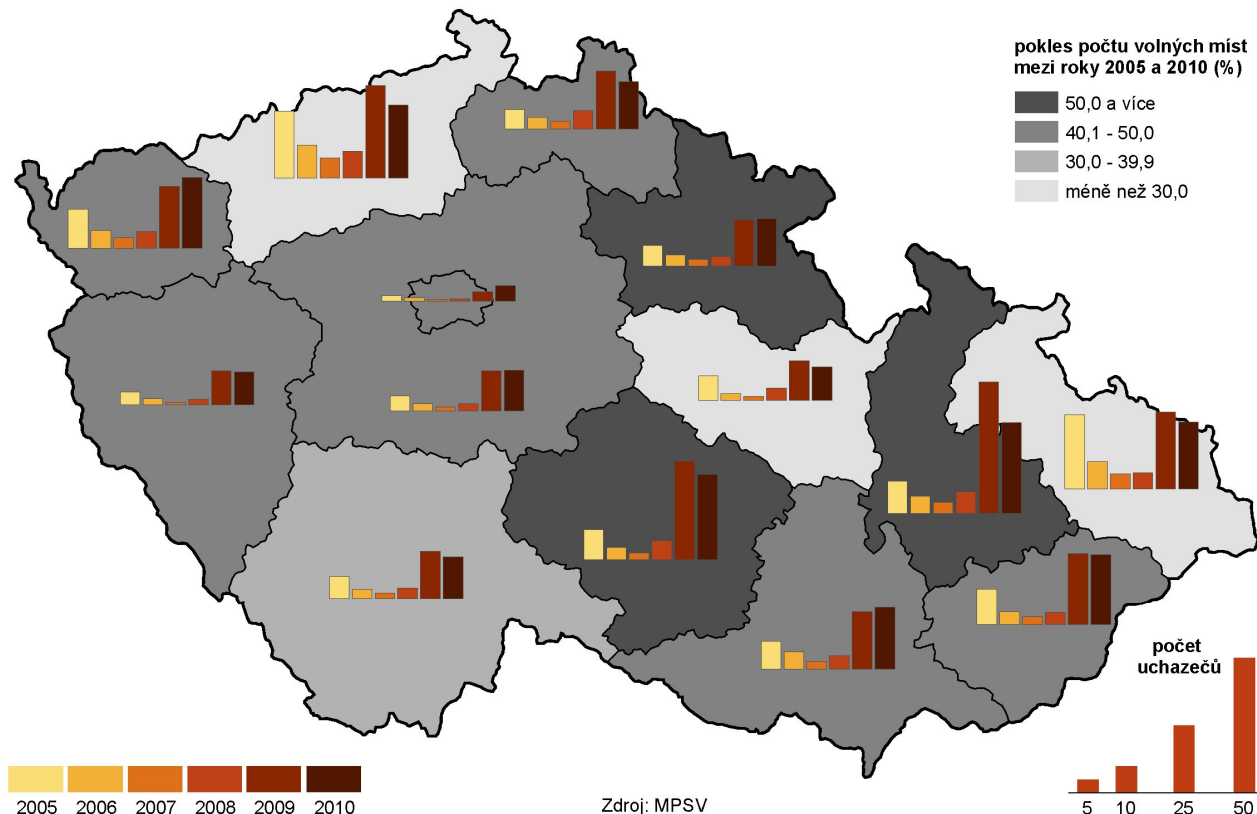 pokles počtu volných míst
mezi roky 2005 a 2010 (%)
50,0 a více
40,1 - 50,0
30,0 - 39,9
méně než 30,0
počet
uchazečů
5 10 25 50
2005 2006 2007 2008 2009 2010
Zdroj: MPSV